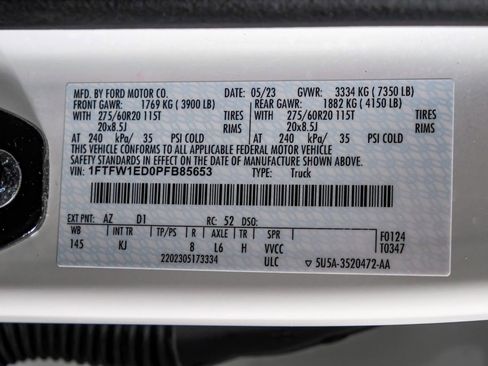 MFD. BY FORD MOTOR CO. DATE: 05/23 GVWR: 3334 KG ( 7350 LB)
FRONT GAWR: 1769 KG ( 3900 LB) REAR GAWR: 1882 KG ( 4150 LB)
WITH 275/60R20 115T TIRES WITH 275/60R20 115T TIRES
20x8.5J RIMS 20x8.5J RIMS
AT 240 kPa/ 35 PSI COLD AT 240 kPa/ 35 PSI COLD
THIS VEHICLE CONFORMS TO ALL APPLICABLE FEDERAL MOTOR VEHICLE
SAFETY STANDARDS IN EFFECT ON THE DATE OF MANUFACTURE SHOWN ABOVE.
VIN: 1FTFW1ED0PFB85653 TYPE: Truck
EXT PNT: AZ D1 RC: 52 DSO: F0124
WB INT TR TP/PS R AXLE TR SPR T0347
145 KJ 8 L6 H VVCC
2202305173334 ULC ▽ 5U5A-3520472-AA